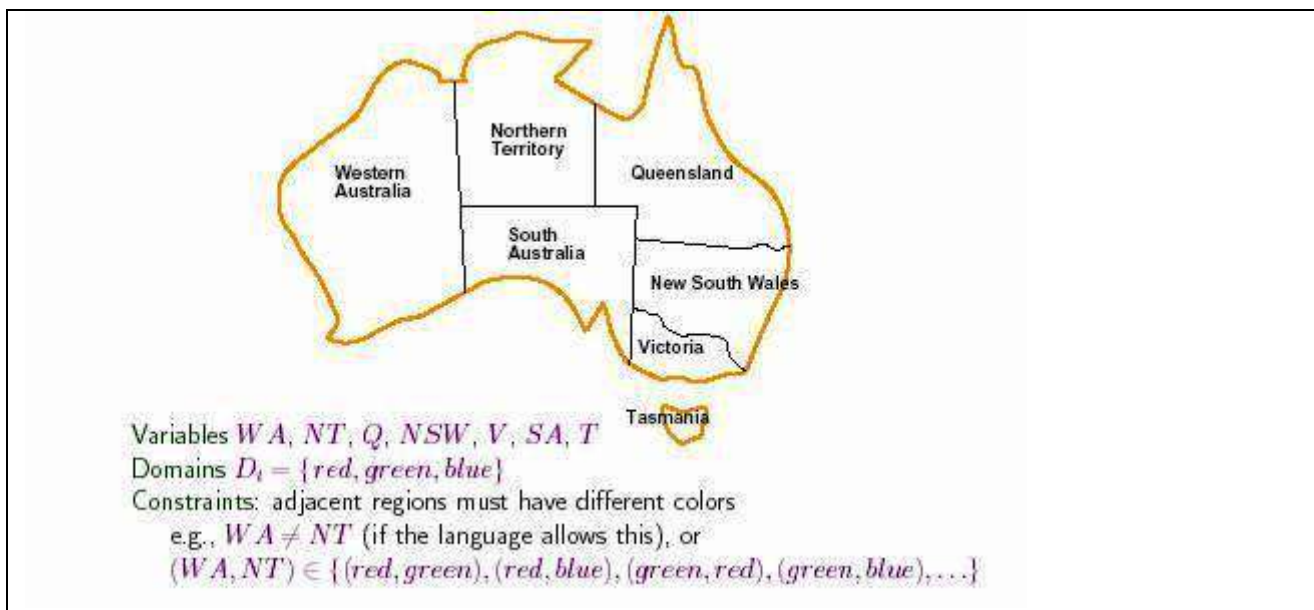 Northern
Territory
Western
Australia
Queensland
South
Australia
New South Wales
Victoria
Tasmania
Variables WA, NT, Q, NSW, V, SA, T
Domains Dᵢ = {red, green, blue}
Constraints: adjacent regions must have different colors
e.g., WA ≠ NT (if the language allows this), or
(WA, NT) ∈ {(red, green), (red, blue), (green, red), (green, blue), ...}